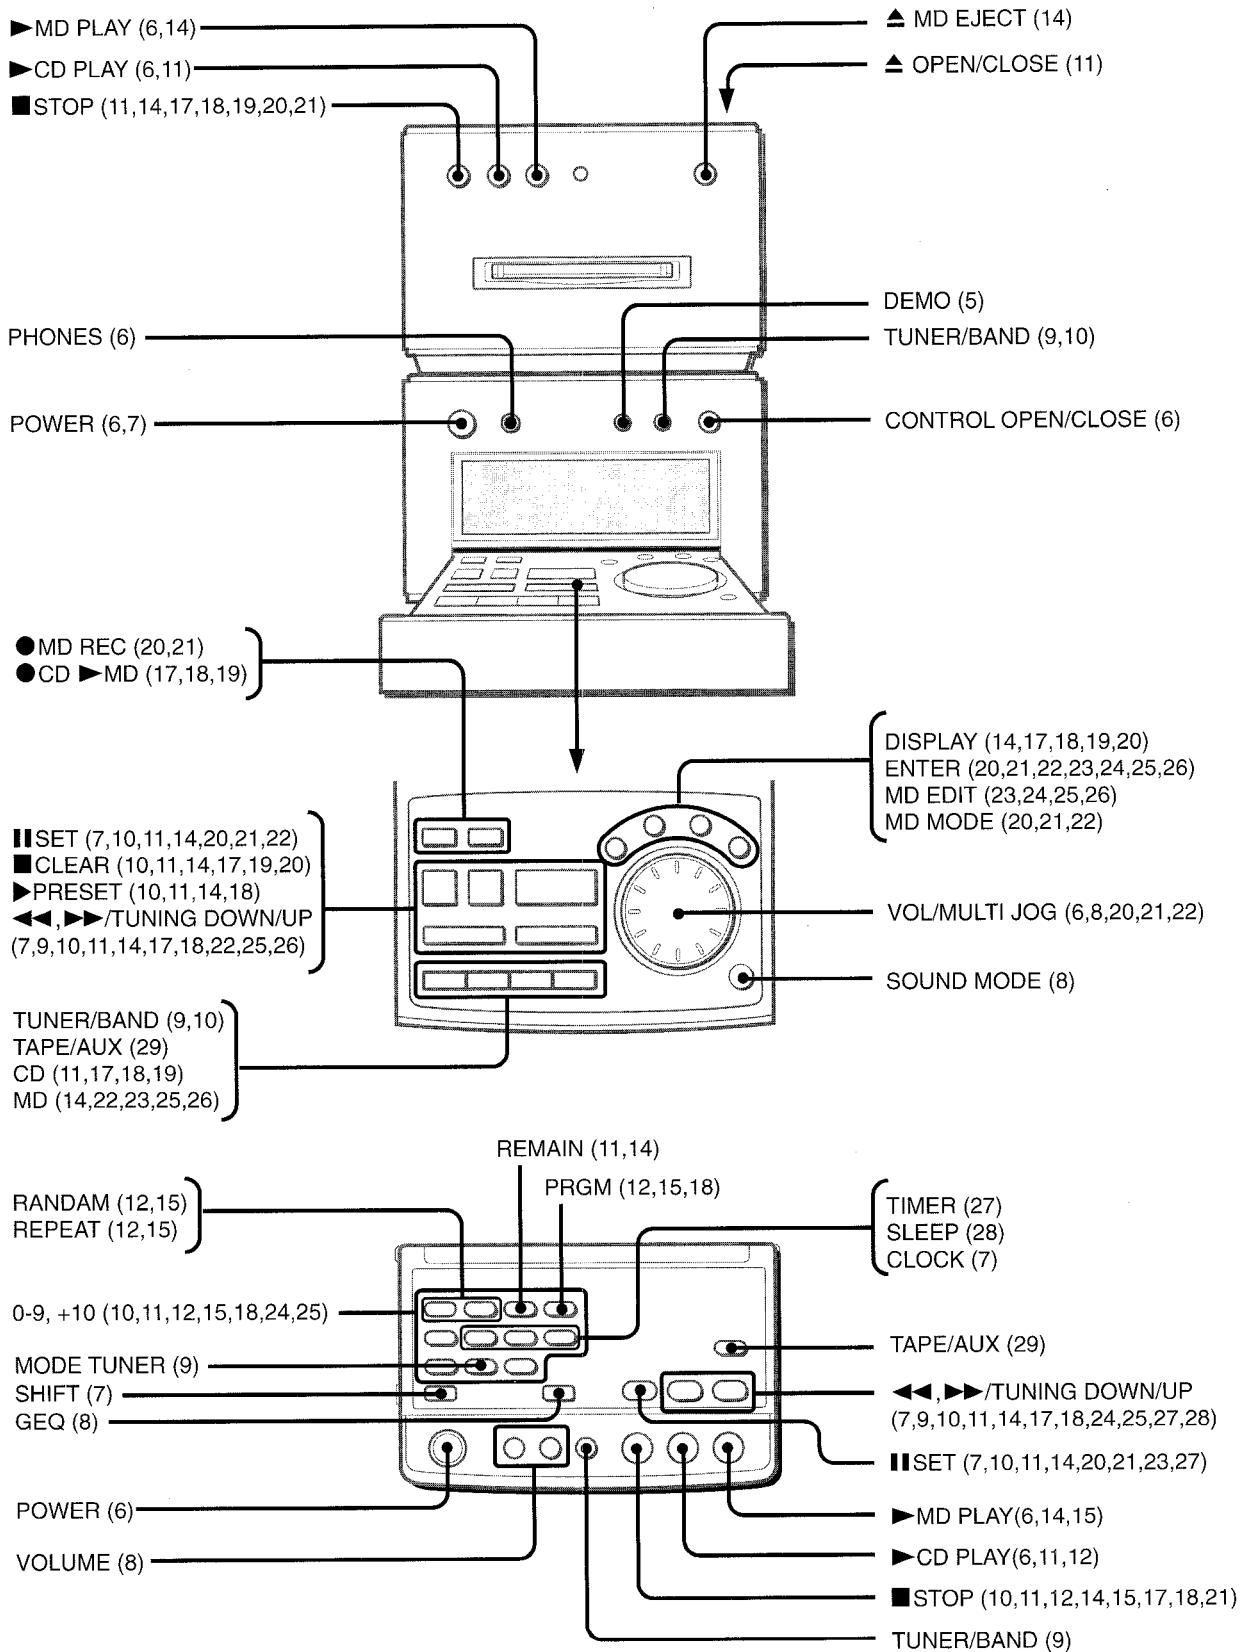 ►MD PLAY (6,14)
►CD PLAY (6,11)
■STOP (11,14,17,18,19,20,21)
⏏ MD EJECT (14)
⏏ OPEN/CLOSE (11)
PHONES (6)
POWER (6,7)
DEMO (5)
TUNER/BAND (9,10)
CONTROL OPEN/CLOSE (6)
●MD REC (20,21)
●CD ►MD (17,18,19)
DISPLAY (14,17,18,19,20)
ENTER (20,21,22,23,24,25,26)
MD EDIT (23,24,25,26)
MD MODE (20,21,22)
▮▮SET (7,10,11,14,20,21,22)
■CLEAR (10,11,14,17,19,20)
►PRESET (10,11,14,18)
◄◄,►►/TUNING DOWN/UP
(7,9,10,11,14,17,18,22,25,26)
VOL/MULTI JOG (6,8,20,21,22)
SOUND MODE (8)
TUNER/BAND (9,10)
TAPE/AUX (29)
CD (11,17,18,19)
MD (14,22,23,25,26)
REMAIN (11,14)
PRGM (12,15,18)
RANDAM (12,15)
REPEAT (12,15)
TIMER (27)
SLEEP (28)
CLOCK (7)
0-9, +10 (10,11,12,15,18,24,25)
MODE TUNER (9)
SHIFT (7)
GEQ (8)
POWER (6)
VOLUME (8)
TAPE/AUX (29)
◄◄,►►/TUNING DOWN/UP
(7,9,10,11,14,17,18,24,25,27,28)
▮▮SET (7,10,11,14,20,21,23,27)
►MD PLAY(6,14,15)
►CD PLAY(6,11,12)
■STOP (10,11,12,14,15,17,18,21)
TUNER/BAND (9)